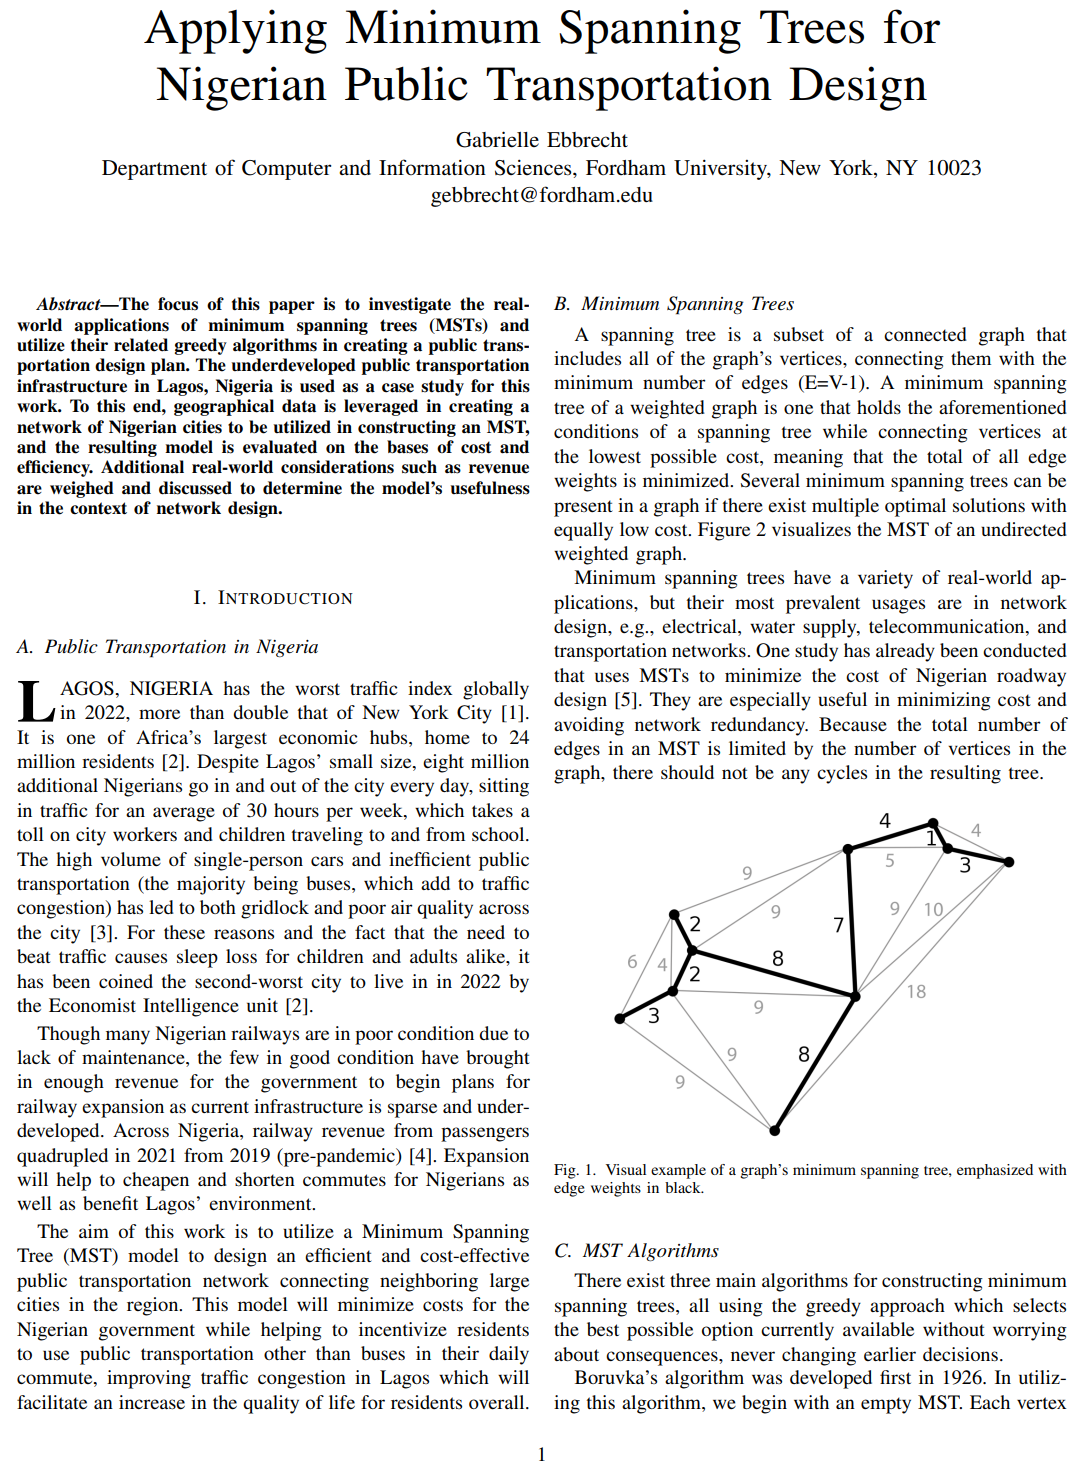 Applying Minimum Spanning Trees for
Nigerian Public Transportation Design
Gabrielle Ebbrecht
Department of Computer and Information Sciences, Fordham University, New York, NY 10023
gebbrecht@fordham.edu
Abstract—The focus of this paper is to investigate the real-
world applications of minimum spanning trees (MSTs) and
utilize their related greedy algorithms in creating a public trans-
portation design plan. The underdeveloped public transportation
infrastructure in Lagos, Nigeria is used as a case study for this
work. To this end, geographical data is leveraged in creating a
network of Nigerian cities to be utilized in constructing an MST,
and the resulting model is evaluated on the bases of cost and
efficiency. Additional real-world considerations such as revenue
are weighed and discussed to determine the model's usefulness
in the context of network design.
I. INTRODUCTION
A. Public Transportation in Nigeria
LAGOS, NIGERIA has the worst traffic index globally
in 2022, more than double that of New York City [1].
It is one of Africa's largest economic hubs, home to 24
million residents [2]. Despite Lagos' small size, eight million
additional Nigerians go in and out of the city every day, sitting
in traffic for an average of 30 hours per week, which takes a
toll on city workers and children traveling to and from school.
The high volume of single-person cars and inefficient public
transportation (the majority being buses, which add to traffic
congestion) has led to both gridlock and poor air quality across
the city [3]. For these reasons and the fact that the need to
beat traffic causes sleep loss for children and adults alike, it
has been coined the second-worst city to live in in 2022 by
the Economist Intelligence unit [2].
Though many Nigerian railways are in poor condition due to
lack of maintenance, the few in good condition have brought
in enough revenue for the government to begin plans for
railway expansion as current infrastructure is sparse and under-
developed. Across Nigeria, railway revenue from passengers
quadrupled in 2021 from 2019 (pre-pandemic) [4]. Expansion
will help to cheapen and shorten commutes for Nigerians as
well as benefit Lagos' environment.
The aim of this work is to utilize a Minimum Spanning
Tree (MST) model to design an efficient and cost-effective
public transportation network connecting neighboring large
cities in the region. This model will minimize costs for the
Nigerian government while helping to incentivize residents
to use public transportation other than buses in their daily
commute, improving traffic congestion in Lagos which will
facilitate an increase in the quality of life for residents overall.
B. Minimum Spanning Trees
A spanning tree is a subset of a connected graph that
includes all of the graph's vertices, connecting them with the
minimum number of edges (E=V-1). A minimum spanning
tree of a weighted graph is one that holds the aforementioned
conditions of a spanning tree while connecting vertices at
the lowest possible cost, meaning that the total of all edge
weights is minimized. Several minimum spanning trees can be
present in a graph if there exist multiple optimal solutions with
equally low cost. Figure 2 visualizes the MST of an undirected
weighted graph.
Minimum spanning trees have a variety of real-world ap-
plications, but their most prevalent usages are in network
design, e.g., electrical, water supply, telecommunication, and
transportation networks. One study has already been conducted
that uses MSTs to minimize the cost of Nigerian roadway
design [5]. They are especially useful in minimizing cost and
avoiding network redundancy. Because the total number of
edges in an MST is limited by the number of vertices in the
graph, there should not be any cycles in the resulting tree.
4
4
1
5
3
9
9
9
10
2
7
6
4
8
2
18
3
9
9
8
9
Fig. 1. Visual example of a graph's minimum spanning tree, emphasized with
edge weights in black.
C. MST Algorithms
There exist three main algorithms for constructing minimum
spanning trees, all using the greedy approach which selects
the best possible option currently available without worrying
about consequences, never changing earlier decisions.
Boruvka's algorithm was developed first in 1926. In utiliz-
ing this algorithm, we begin with an empty MST. Each vertex
1